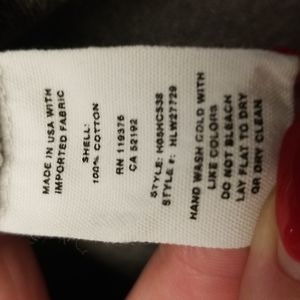 MADE IN USA WITH
IMPORTED FABRIC
SHELL:
100% COTTON
RN 119376
CA 52192
STYLE: H65HC538
STYLE #: HLW27729
HAND WASH COLD WITH
LIKE COLORS
DO NOT BLEACH
LAY FLAT TO DRY
OR DRY CLEAN